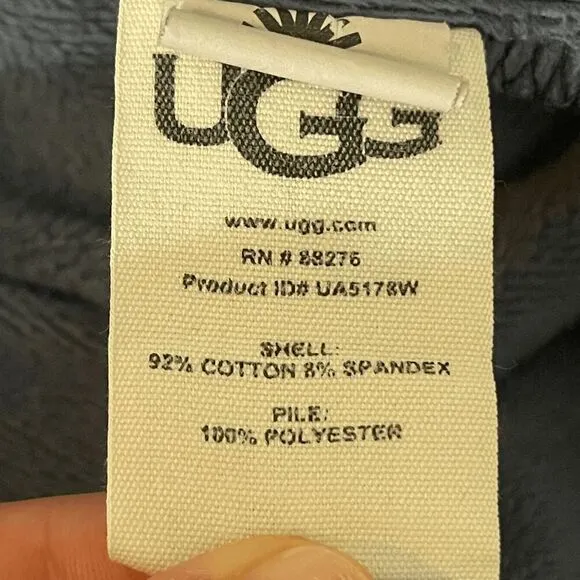 UGG
www.ugg.com
RN # 88276
Product ID# UA5178W
SHELL:
92% COTTON 8% SPANDEX
PILE:
100% POLYESTER